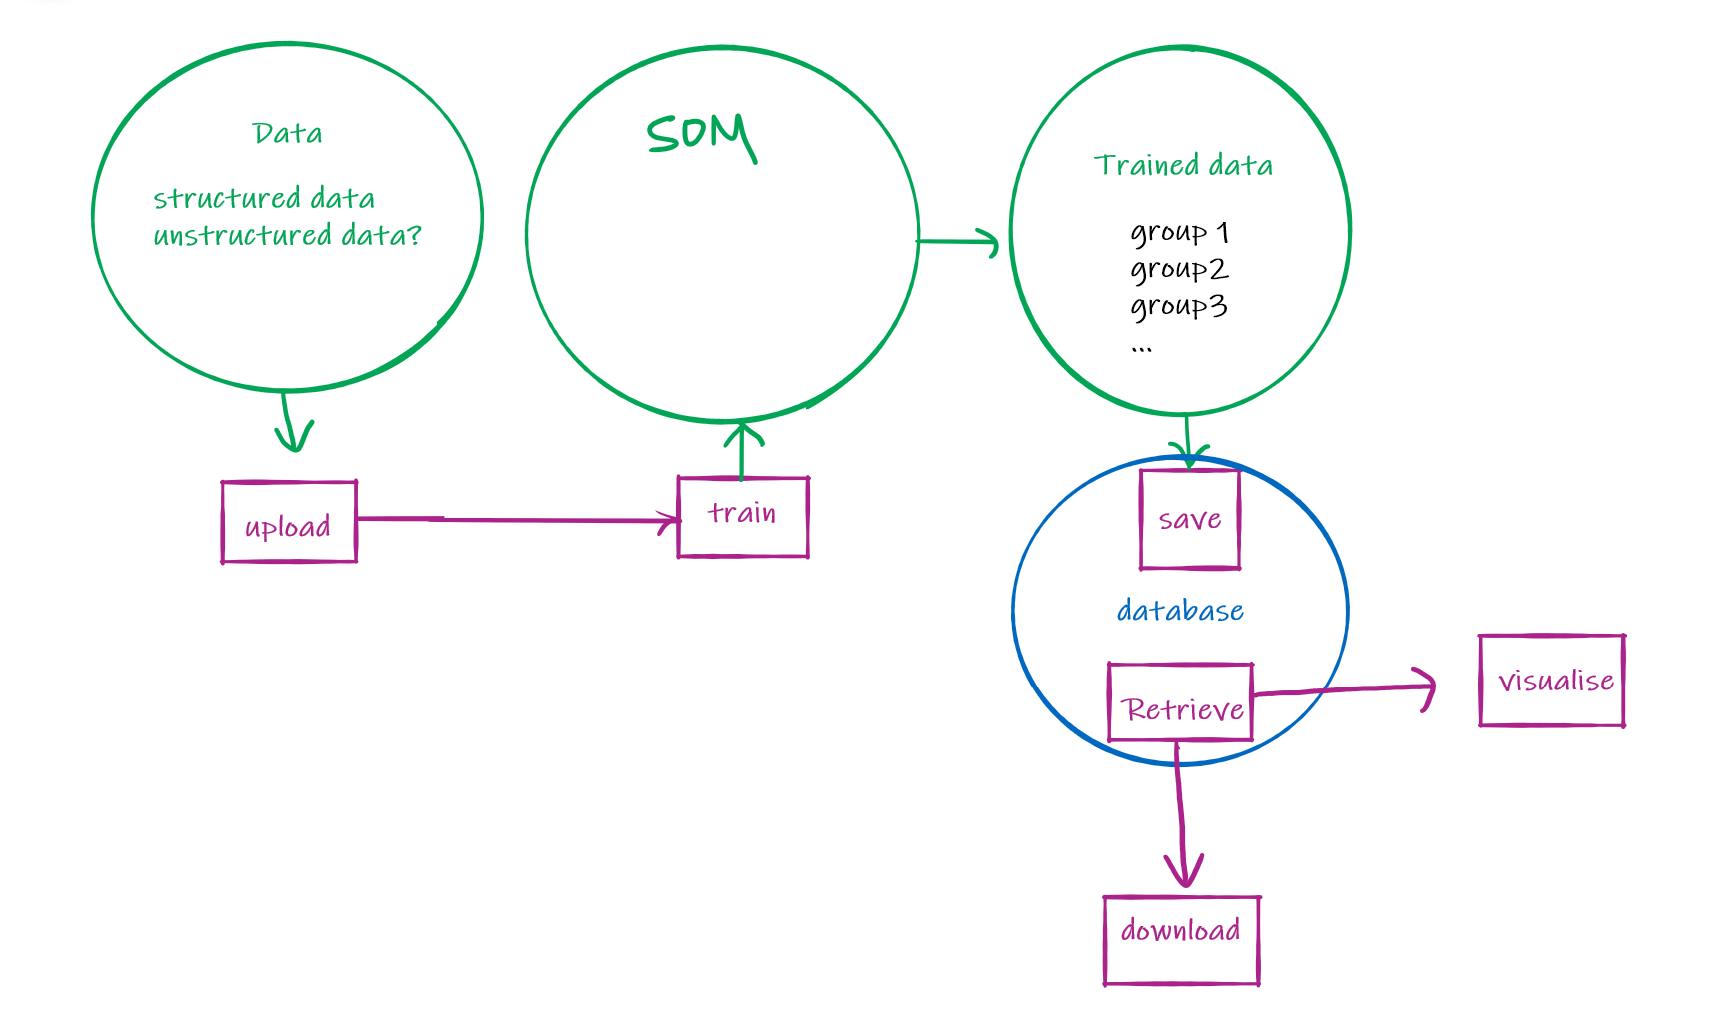 Data
structured data
unstructured data?
SOM
Trained data
group 1
group2
group3
...
upload
train
save
database
Retrieve
visualise
download